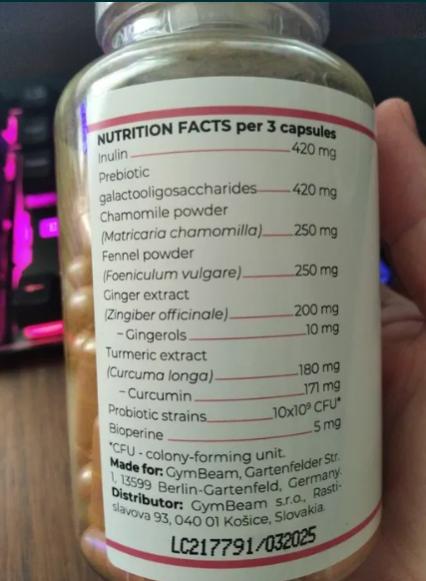 NUTRITION FACTS per 3 capsules
Inulin 420 mg
Prebiotic
galactooligosaccharides 420 mg
Chamomile powder
(Matricaria chamomilla) 250 mg
Fennel powder
(Foeniculum vulgare) 250 mg
Ginger extract
(Zingiber officinale) 200 mg
– Gingerols 10 mg
Turmeric extract
(Curcuma longa) 180 mg
– Curcumin 171 mg
Probiotic strains 10x10⁹ CFU*
Bioperine 5 mg
*CFU - colony-forming unit.
Made for: GymBeam, Gartenfelder Str.
1, 13599 Berlin-Gartenfeld, Germany.
Distributor: GymBeam s.r.o., Rasti-
slavova 93, 040 01 Košice, Slovakia.
LC217791/032025